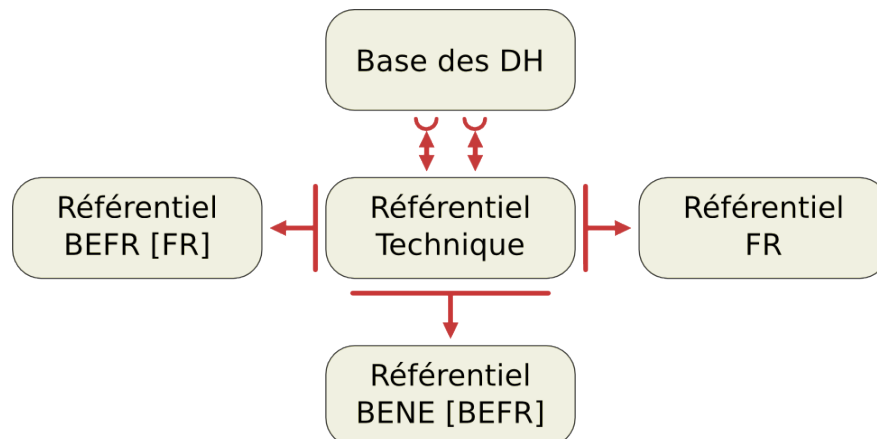 Base des DH
Référentiel
BEFR [FR]
Référentiel
Technique
Référentiel
FR
Référentiel
BENE [BEFR]